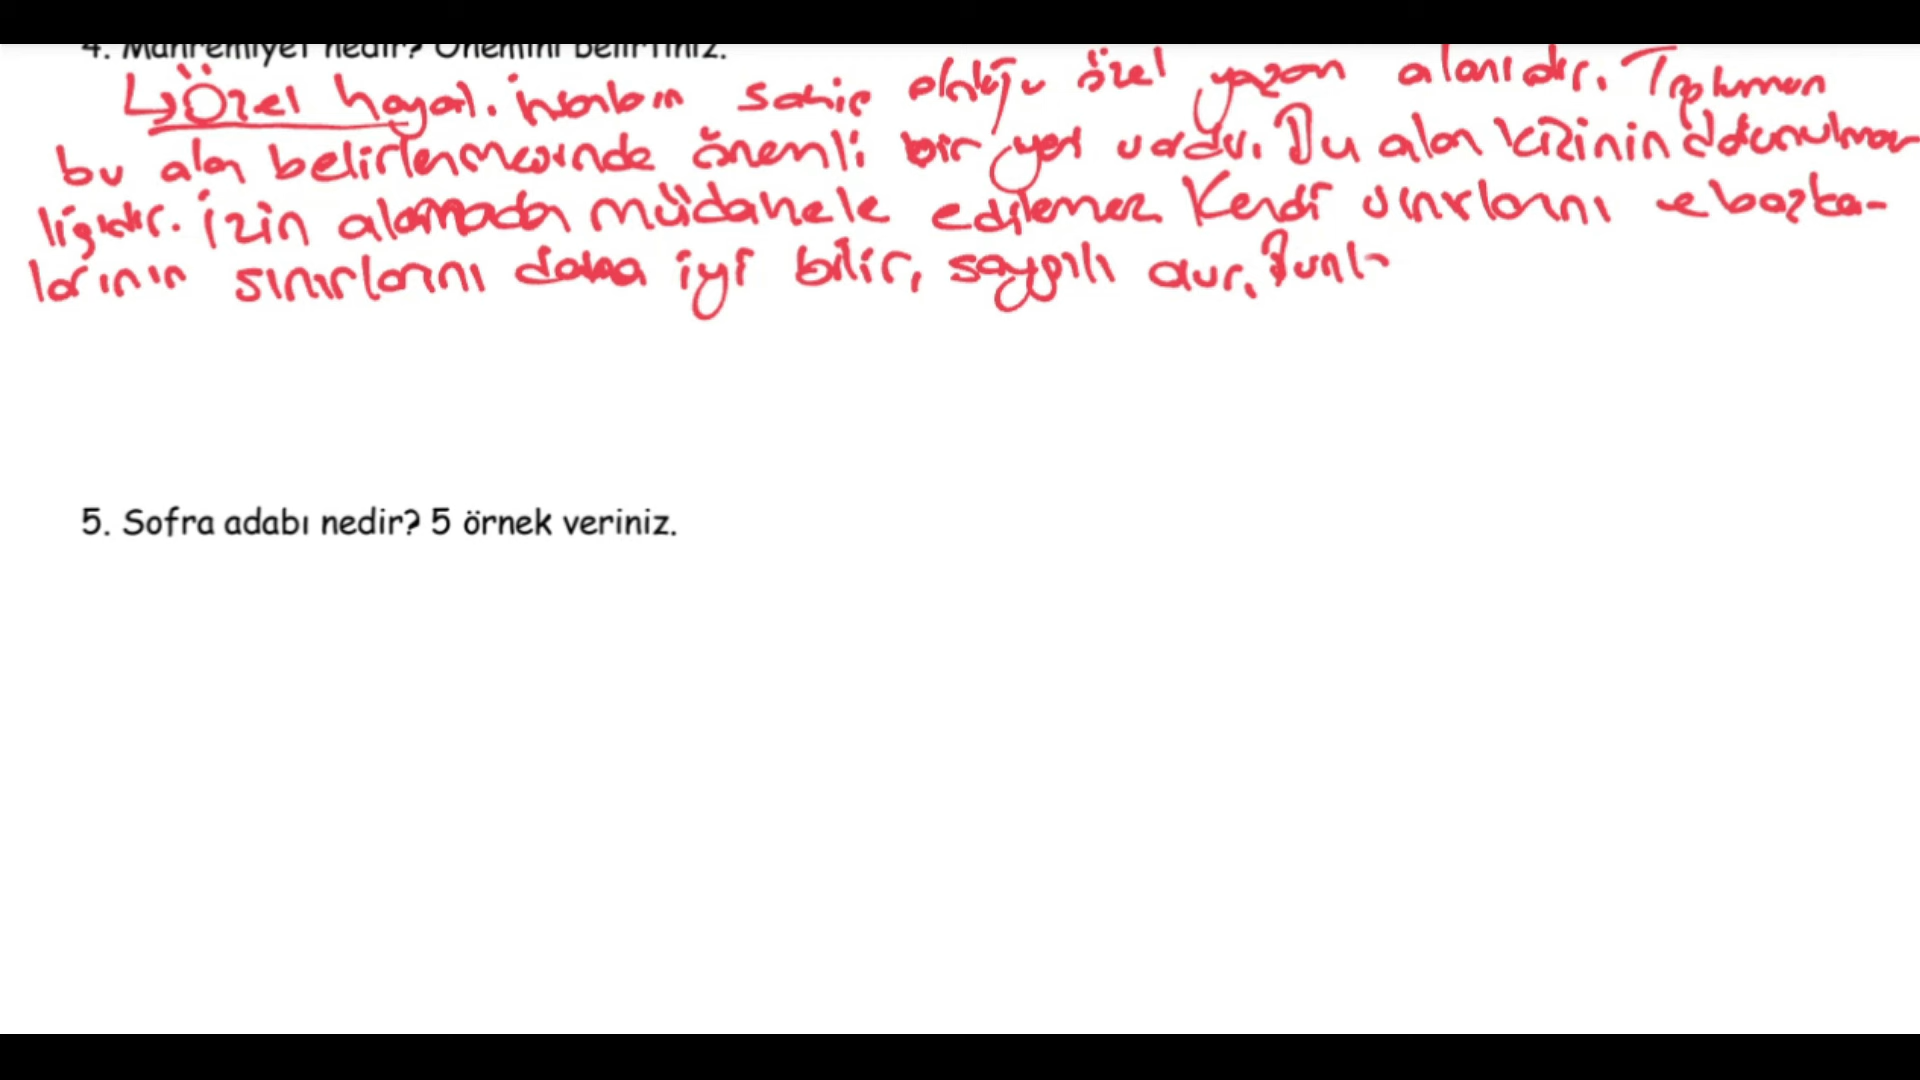 4. Mahremiyet nedir? Önemini belirtiniz.
↳ Özel hayat. İnsanların sahip olduğu özel yaşam alanıdır. Toplumun
bu alan belirlenmesinde önemli bir yeri vardır. Bu alan kişinin dokunulmaz
lığıdır. İzin alamadan müdahele edilemez Kendi sınırlarını ve başka-
larının sınırlarını daha iyi bilir, saygılı olur.
5. Sofra adabı nedir? 5 örnek veriniz.